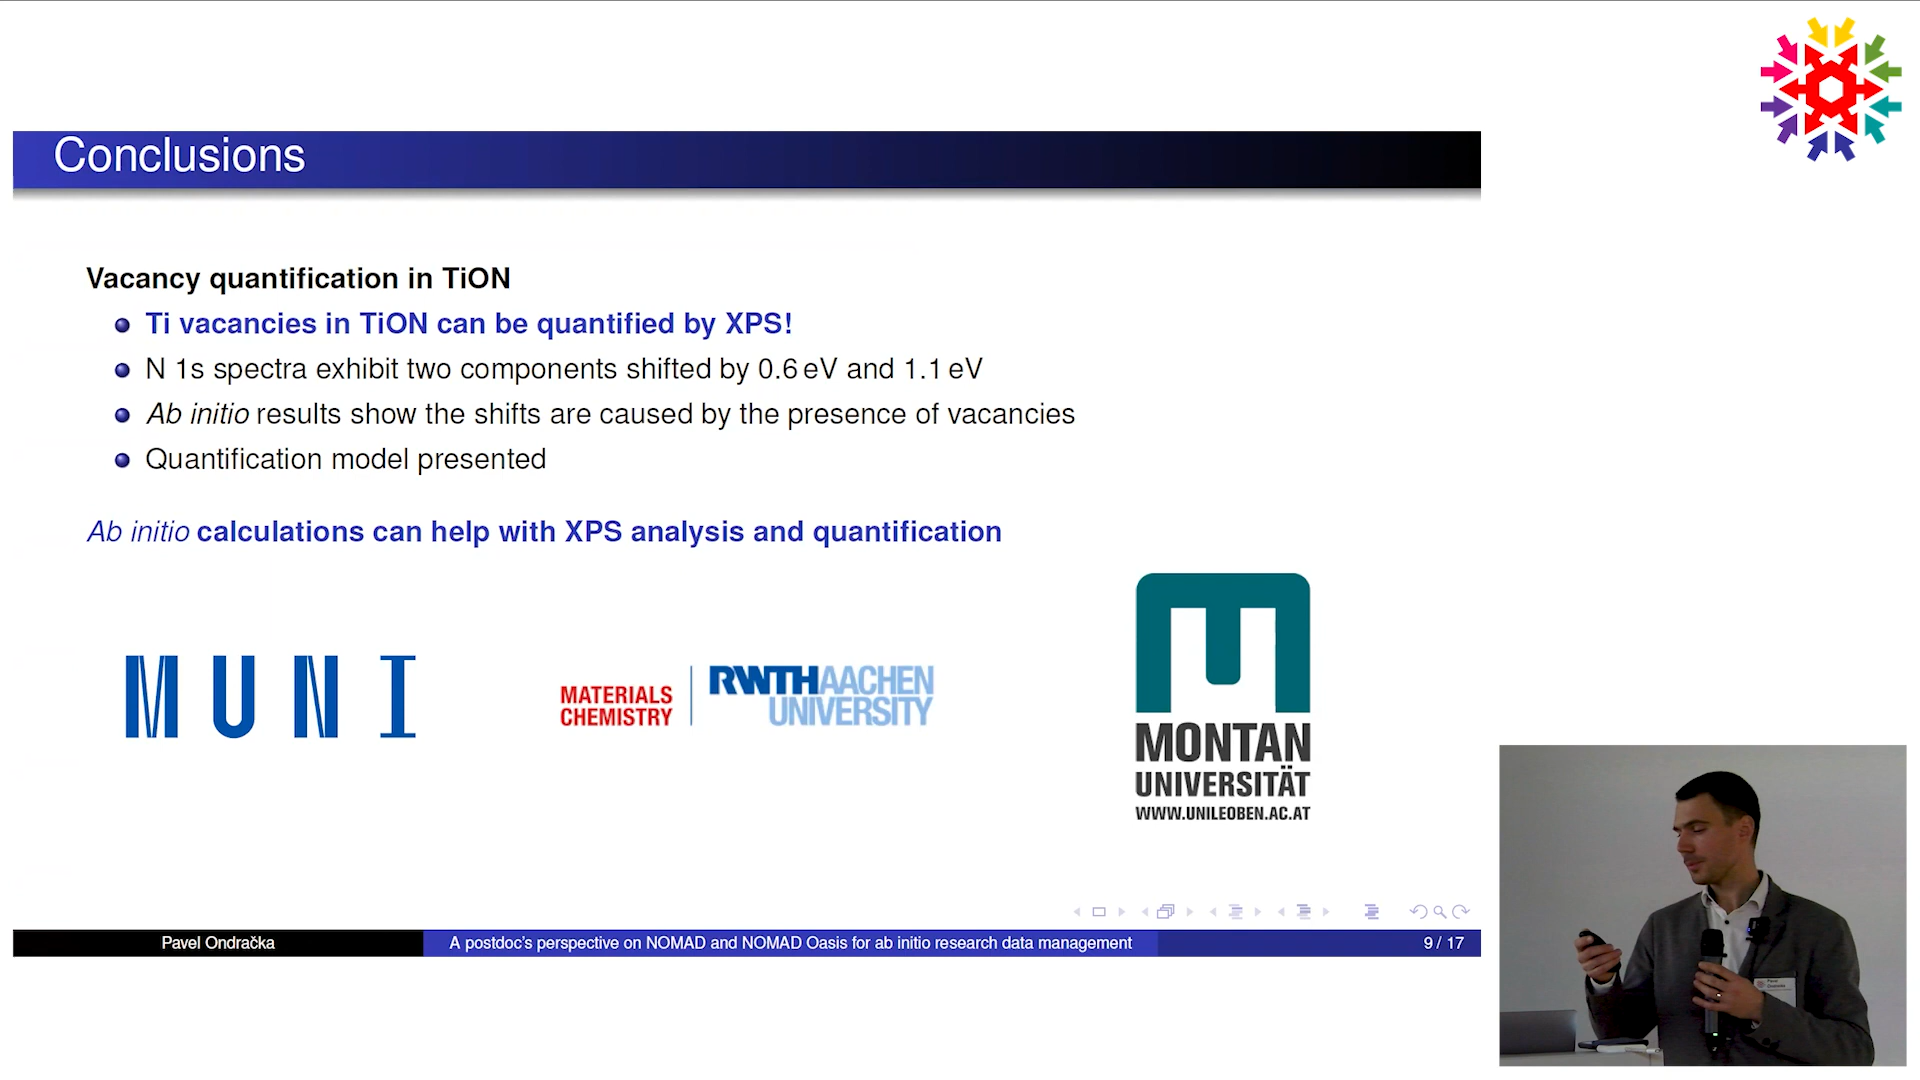 Conclusions
Vacancy quantification in TiON
Ti vacancies in TiON can be quantified by XPS!
N 1s spectra exhibit two components shifted by 0.6 eV and 1.1 eV
Ab initio results show the shifts are caused by the presence of vacancies
Quantification model presented
Ab initio calculations can help with XPS analysis and quantification
MUNI
MATERIALS
CHEMISTRY
RWTHAACHEN
UNIVERSITY
MONTAN
UNIVERSITÄT
WWW.UNILEOBEN.AC.AT
Pavel Ondračka
A postdoc's perspective on NOMAD and NOMAD Oasis for ab initio research data management
9 / 17